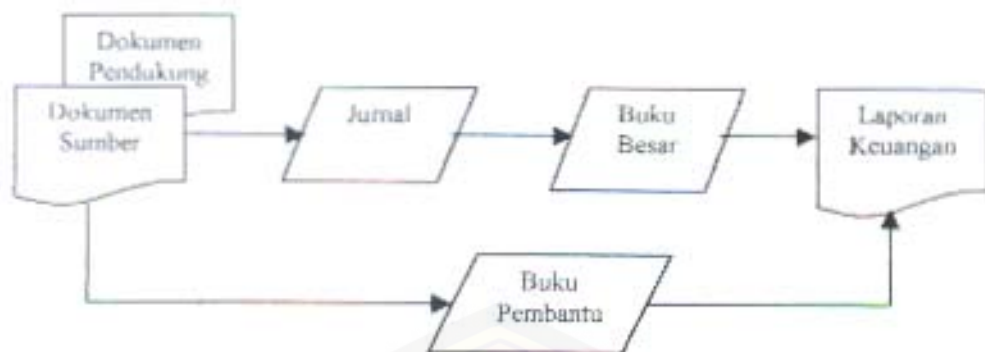 Dokumen
Pendukung
Dokumen
Sumber
Jurnal
Buku
Besar
Laporan
Keuangan
Buku
Pembantu